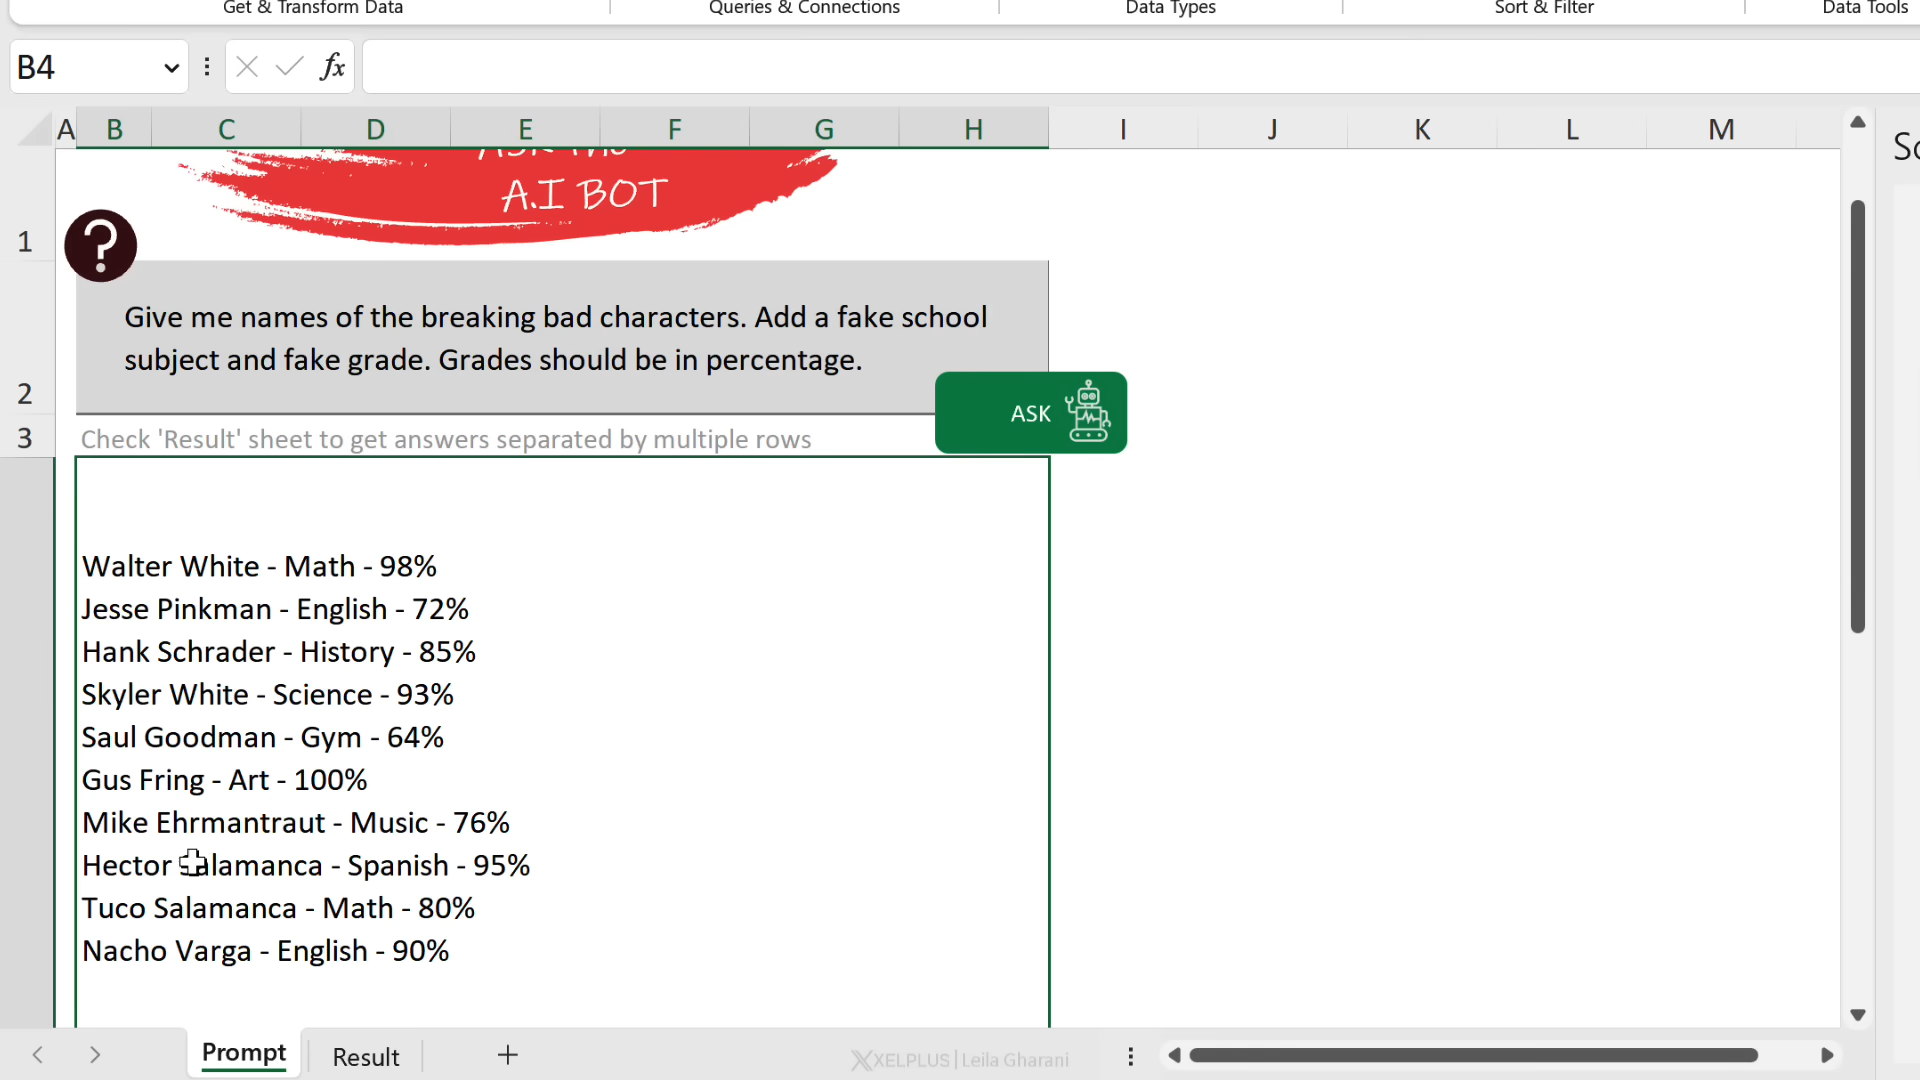 Get & Transform Data
Queries & Connections
Data Types
Sort & Filter
Data Tools
B4
fx
A B C D E F G H I J K L M
A.I BOT
1
?
Give me names of the breaking bad characters. Add a fake school
subject and fake grade. Grades should be in percentage.
2
ASK
3
Check 'Result' sheet to get answers separated by multiple rows
Walter White - Math - 98%
Jesse Pinkman - English - 72%
Hank Schrader - History - 85%
Skyler White - Science - 93%
Saul Goodman - Gym - 64%
Gus Fring - Art - 100%
Mike Ehrmantraut - Music - 76%
Hector Salamanca - Spanish - 95%
Tuco Salamanca - Math - 80%
Nacho Varga - English - 90%
Prompt
Result
XELPLUS | Leila Gharani